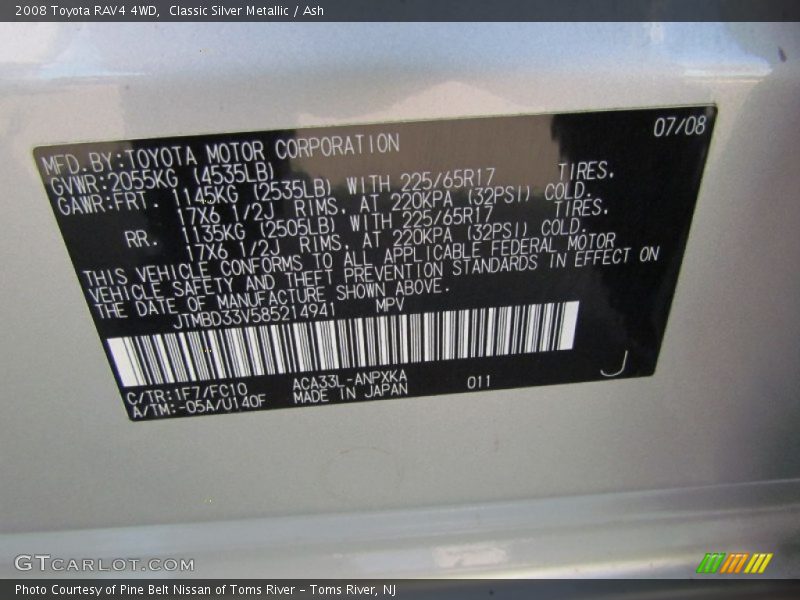 2008 Toyota RAV4 4WD, Classic Silver Metallic / Ash
07/08
MFD.BY:TOYOTA MOTOR CORPORATION
GVWR:2055KG (4535LB)
GAWR:FRT. 1145KG (2535LB) WITH 225/65R17 TIRES.
17X6 1/2J RIMS. AT 220KPA (32PSI) COLD.
RR. 1135KG (2505LB) WITH 225/65R17 TIRES.
17X6 1/2J RIMS. AT 220KPA (32PSI) COLD.
THIS VEHICLE CONFORMS TO ALL APPLICABLE FEDERAL MOTOR
VEHICLE SAFETY AND THEFT PREVENTION STANDARDS IN EFFECT ON
THE DATE OF MANUFACTURE SHOWN ABOVE.
JTMBD33V585214941 MPV
C/TR:1F7/FC10 ACA33L-ANPXKA 011 J
A/TM:-05A/U140F MADE IN JAPAN
GTCARLOT.COM
Photo Courtesy of Pine Belt Nissan of Toms River - Toms River, NJ